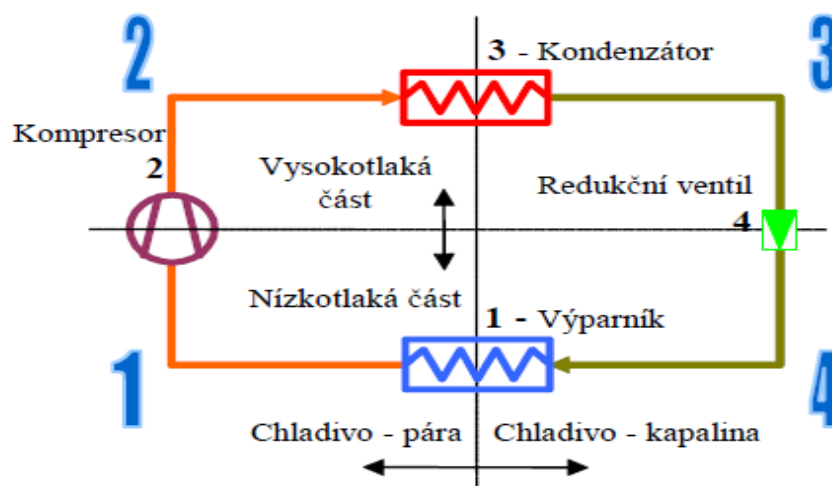 2
3
3 - Kondenzátor
Kompresor
2
Vysokotlaká
část
Redukční ventil
4
Nízkotlaká část
1 - Výparník
1
4
Chladivo - pára
Chladivo - kapalina